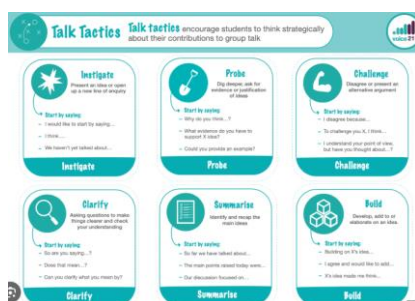 Talk Tactics
Talk tactics encourage students to think strategically
about their contributions to group talk
voice 21
Instigate
Present an idea or open
up a new line of enquiry
Start by saying:
– I would like to start by saying...
– I think.....
– We haven't yet talked about...
Instigate
Probe
Dig deeper, ask for
evidence or justification
of ideas
Start by saying:
– Why do you think...?
– What evidence do you have to
support X idea?
– Could you provide an example?
Probe
Challenge
Disagree or present an
alternative argument
Start by saying:
– I disagree because...
– To challenge you X, I think...
– I understand your point of view,
but have you thought about...?
Challenge
Clarify
Asking questions to make
things clearer and check
your understanding
Start by saying:
– So are you saying...?
– Does that mean...?
– Can you clarify what you mean by?
Clarify
Summarise
Identify and recap the
main ideas
Start by saying:
– So far we have talked about...
– The main points raised today were...
– Our discussion focused on...
Summarise
Build
Develop, add to or
elaborate on an idea.
Start by saying:
– Building on X's idea...
– I agree and would like to add...
– X's idea made me think...
Build